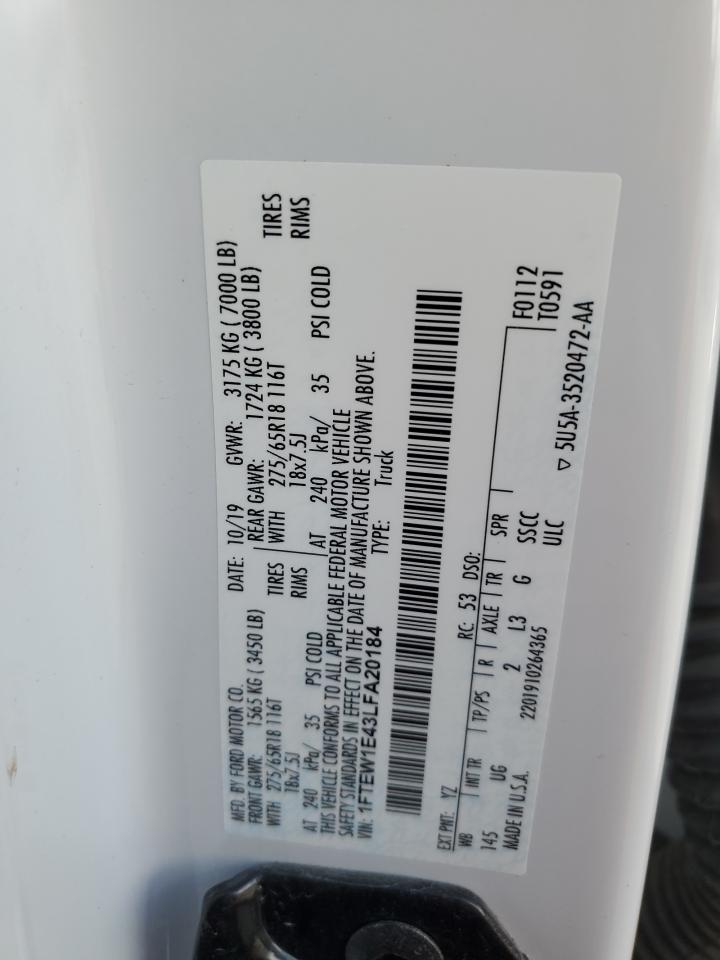 MFD. BY FORD MOTOR CO. DATE: 10/19 GVWR: 3175 KG ( 7000 LB)
FRONT GAWR: 1565 KG ( 3450 LB) REAR GAWR: 1724 KG ( 3800 LB)
WITH 275/65R18 116T TIRES WITH 275/65R18 116T TIRES
18x7.5J RIMS 18x7.5J RIMS
AT 240 kPa/ 35 PSI COLD AT 240 kPa/ 35 PSI COLD
THIS VEHICLE CONFORMS TO ALL APPLICABLE FEDERAL MOTOR VEHICLE
SAFETY STANDARDS IN EFFECT ON THE DATE OF MANUFACTURE SHOWN ABOVE.
VIN: 1FTEW1E43LFA20184 TYPE: Truck
EXT PNT: YZ RC: 53 DSO:
WB INT TR TP/PS R AXLE TR SPR F0112
145 UG 2 L3 G SSCC T0591
MADE IN U.S.A. 2201910264365 ULC ▽ 5U5A-3520472-AA